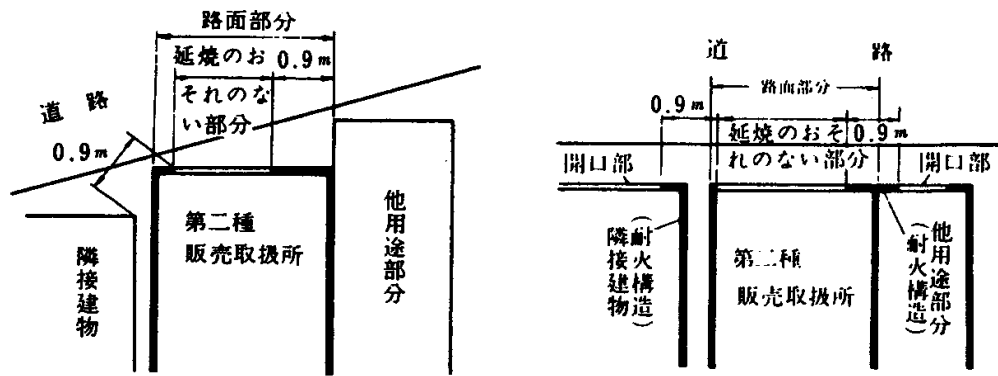 路面部分
延焼のお
0.9m
それのな
い部分
道路
0.9m
第二種
販売取扱所
他用途部分
隣接建物
道路
路面部分
0.9m
延焼のおそ
0.9m
れのない部分
開口部
開口部
隣接建物
(耐火構造)
第二種
販売取扱所
他用途部分
(耐火構造)